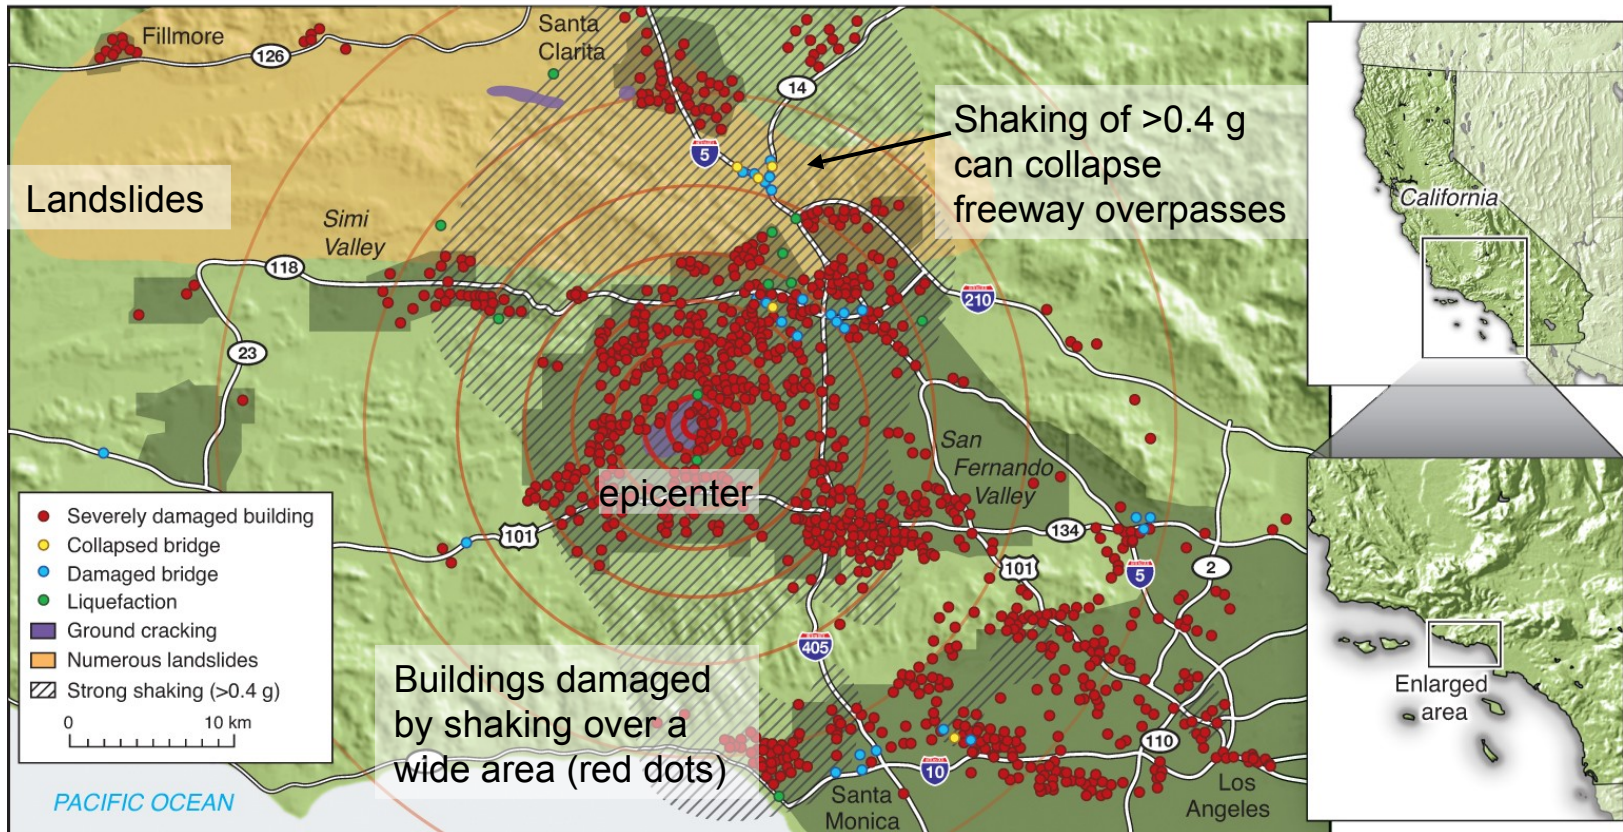 Fillmore
126
Santa
Clarita
14
5
Shaking of >0.4 g
can collapse
freeway overpasses
California
Landslides
Simi
Valley
118
210
23
San
Fernando
Valley
epicenter
101
134
101
5
2
Severely damaged building
Collapsed bridge
Damaged bridge
Liquefaction
Ground cracking
Numerous landslides
Strong shaking (>0.4 g)
0 10 km
405
Buildings damaged
by shaking over a
wide area (red dots)
Enlarged
area
110
10
Santa
Monica
Los
Angeles
PACIFIC OCEAN